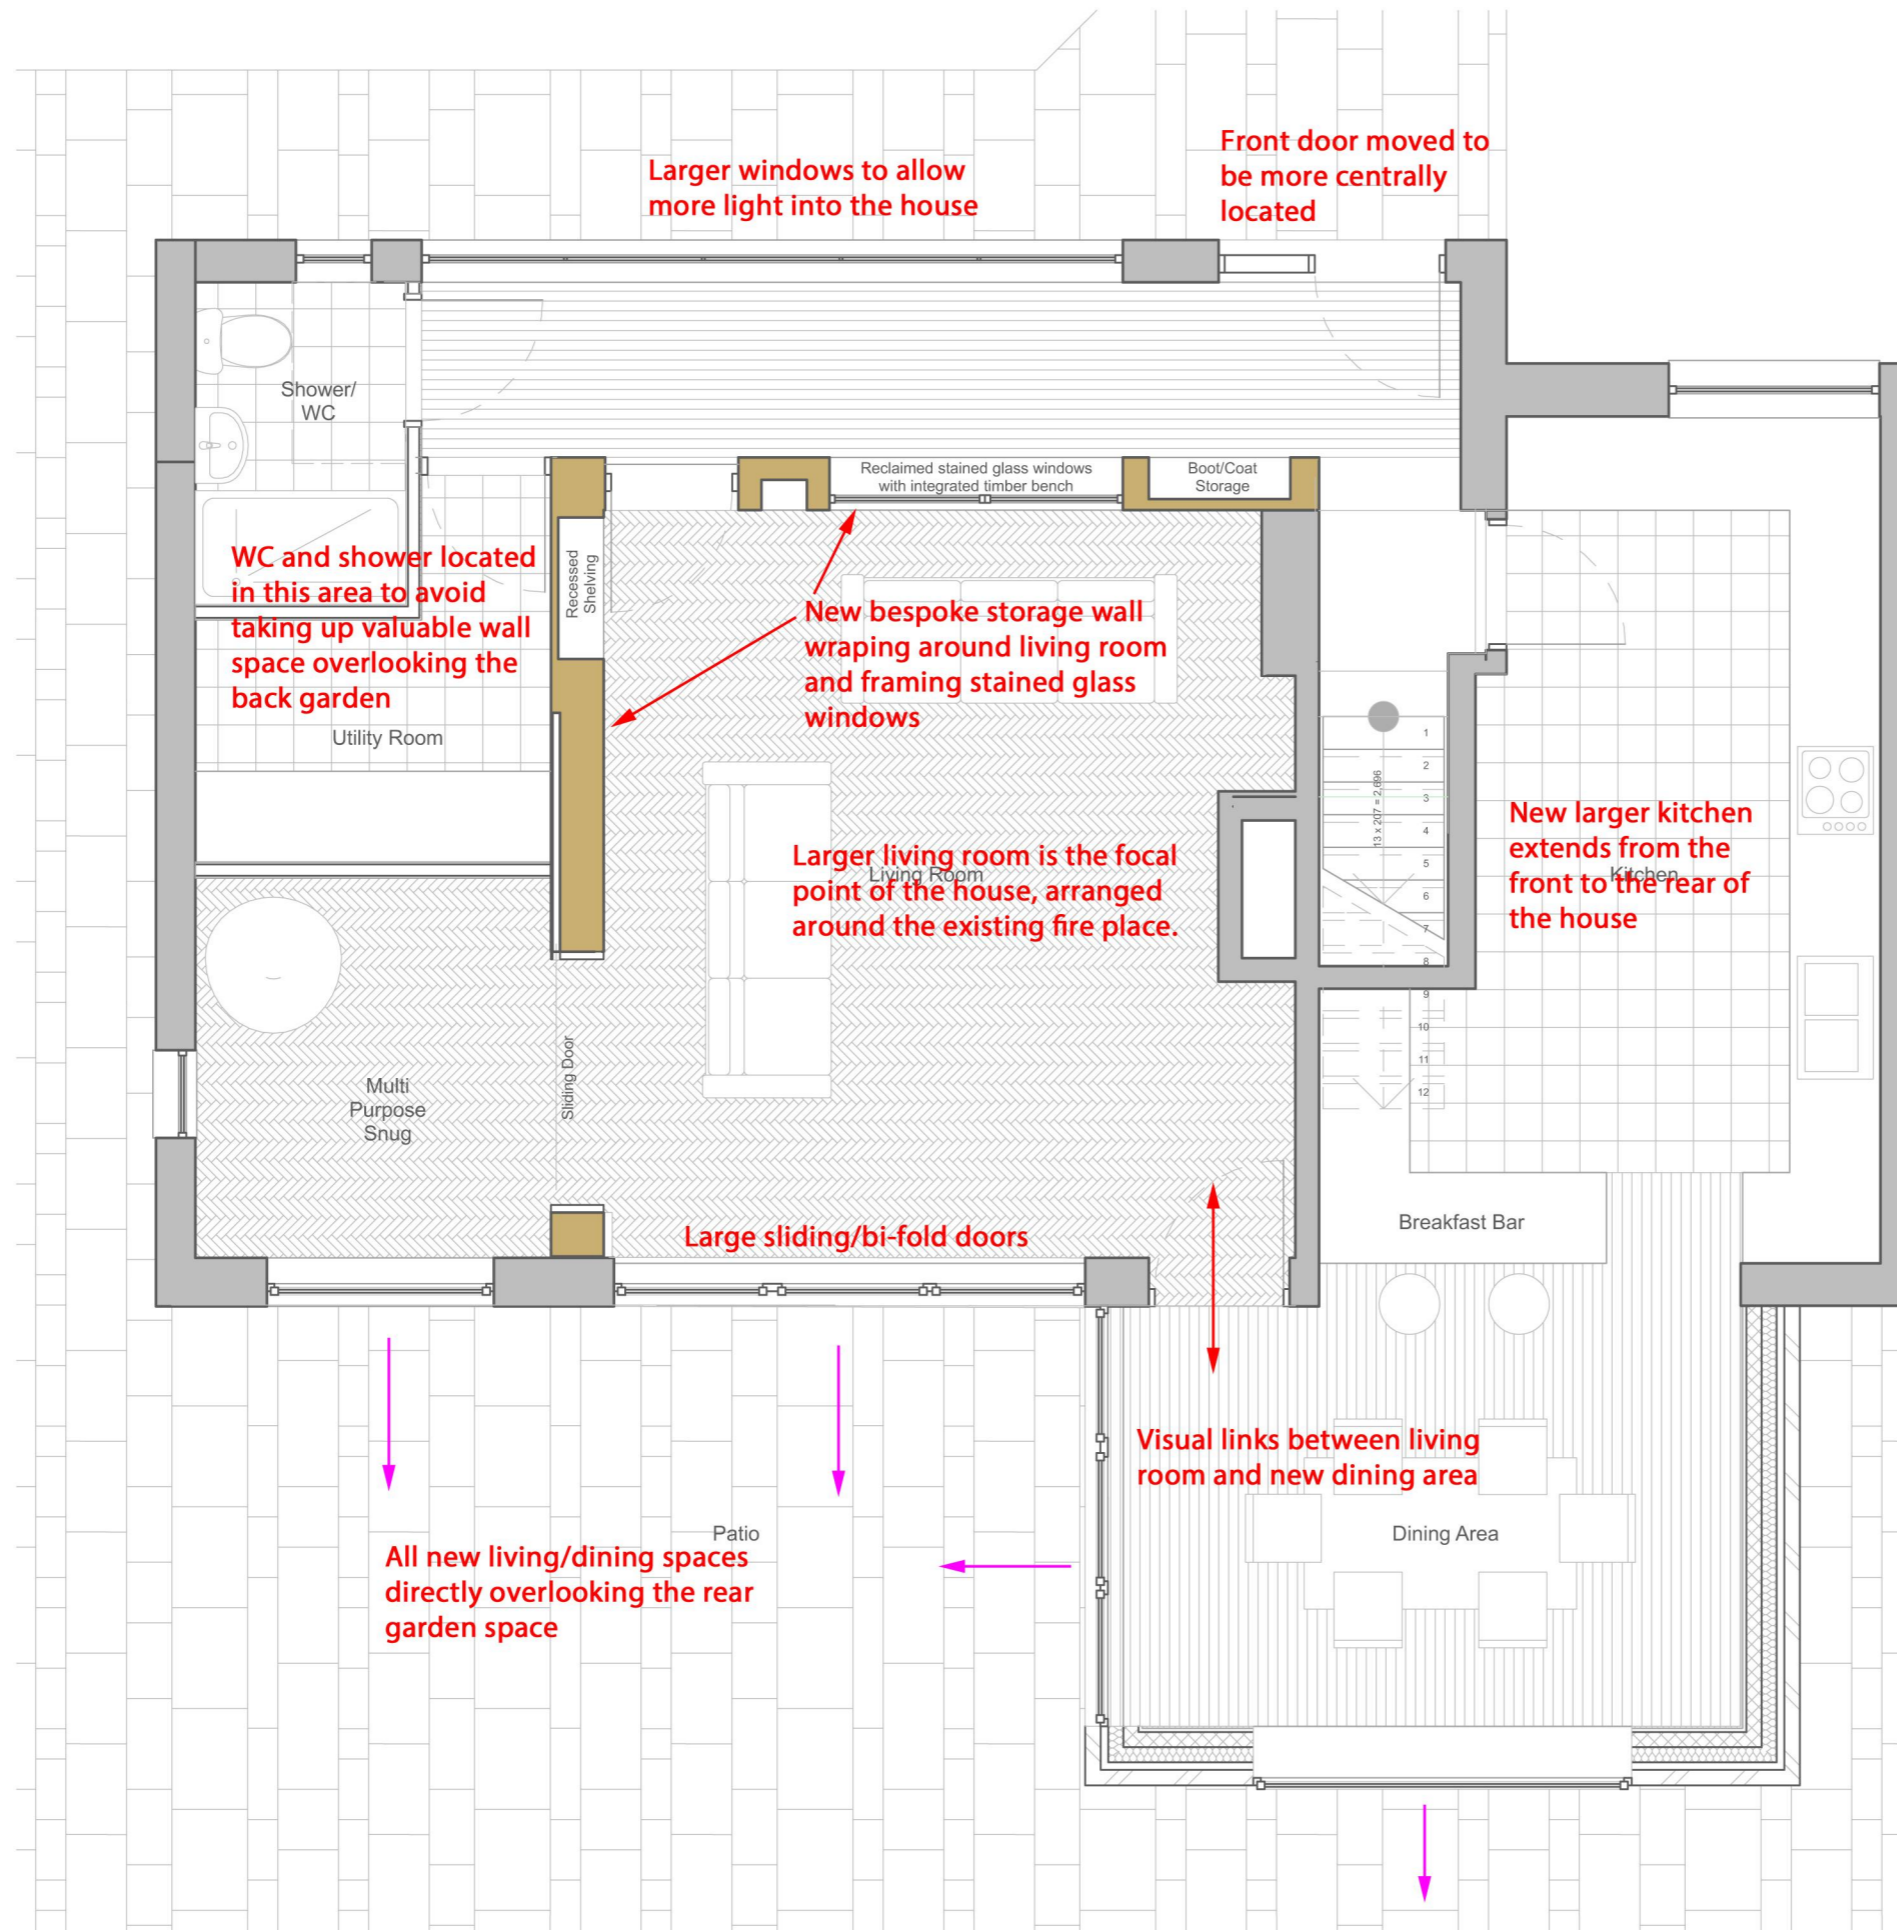 Larger windows to allow
more light into the house
Front door moved to
be more centrally
located
Shower/
WC
Reclaimed stained glass windows
with integrated timber bench
Boot/Coat
Storage
WC and shower located
in this area to avoid
taking up valuable wall
space overlooking the
back garden
Utility Room
Recessed
Shelving
New bespoke storage wall
wraping around living room
and framing stained glass
windows
1
2
3
4
5
6
7
8
9
10
11
12
13 x 207 = 2,696
Larger living room is the focal
point of the house, arranged
around the existing fire place.
Living Room
New larger kitchen
extends from the
front to the rear of
the house
Kitchen
Multi
Purpose
Snug
Sliding Door
Large sliding/bi-fold doors
Breakfast Bar
Visual links between living
room and new dining area
Dining Area
Patio
All new living/dining spaces
directly overlooking the rear
garden space